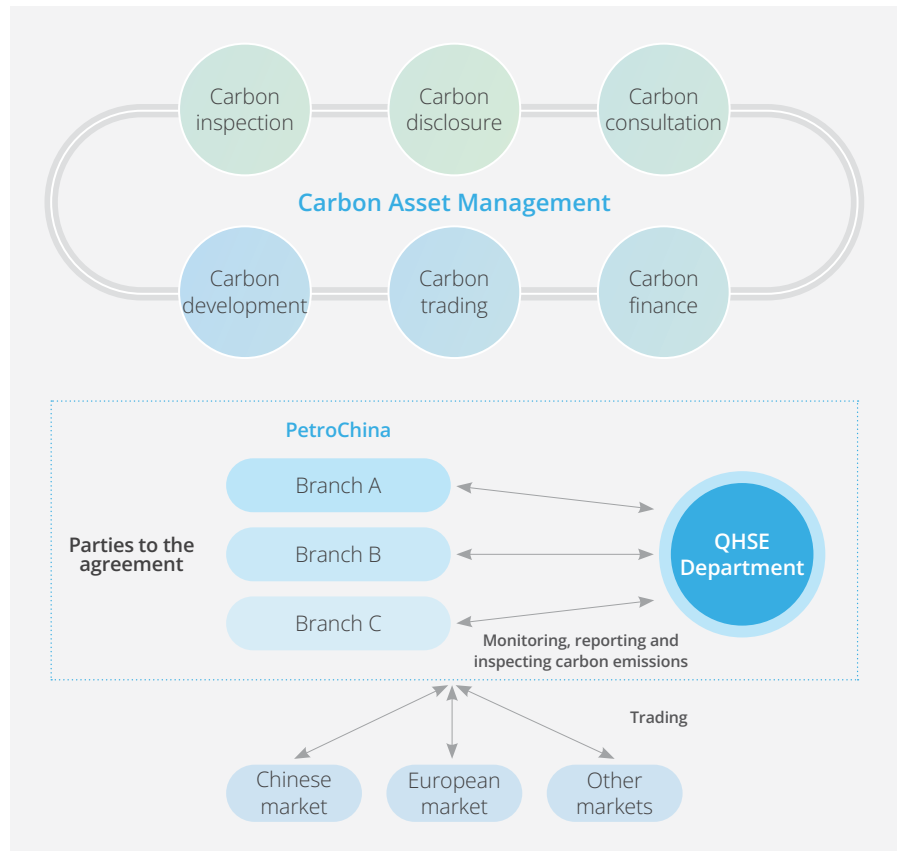 Carbon
inspection
Carbon
disclosure
Carbon
consultation
Carbon Asset Management
Carbon
development
Carbon
trading
Carbon
finance
PetroChina
Branch A
Branch B
Branch C
Parties to the
agreement
QHSE
Department
Monitoring, reporting and
inspecting carbon emissions
Trading
Chinese
market
European
market
Other
markets